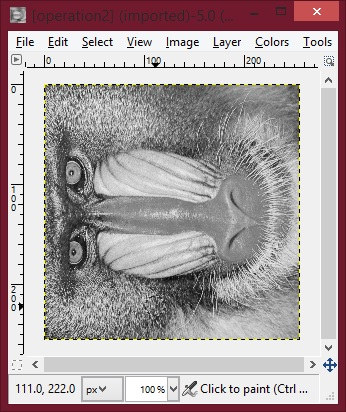 [operation2] (imported)-5.0 (...
File Edit Select View Image Layer Colors Tools
0 100 200
0
100
200
111.0, 222.0 px 100 % Click to paint (Ctrl ...